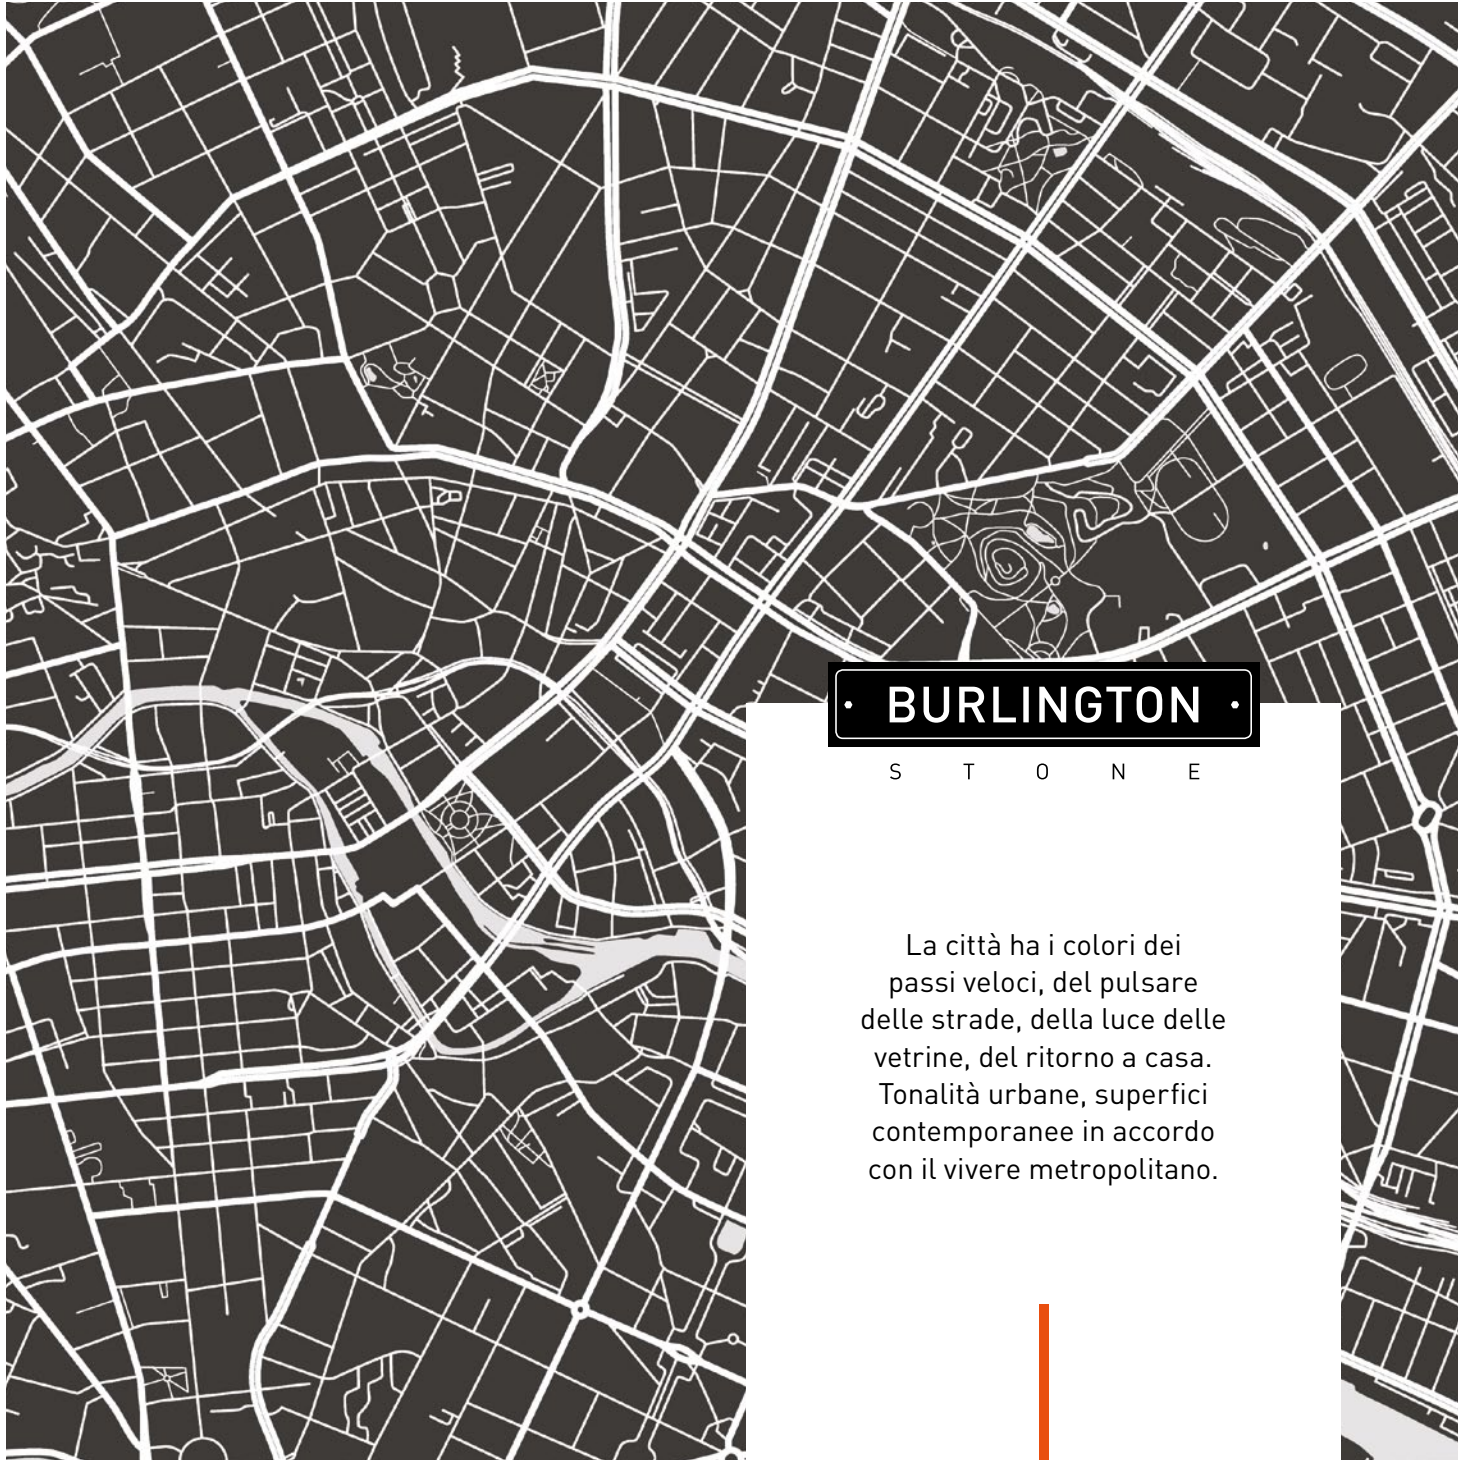 BURLINGTON
STONE
La città ha i colori dei
passi veloci, del pulsare
delle strade, della luce delle
vetrine, del ritorno a casa.
Tonalità urbane, superfici
contemporanee in accordo
con il vivere metropolitano.